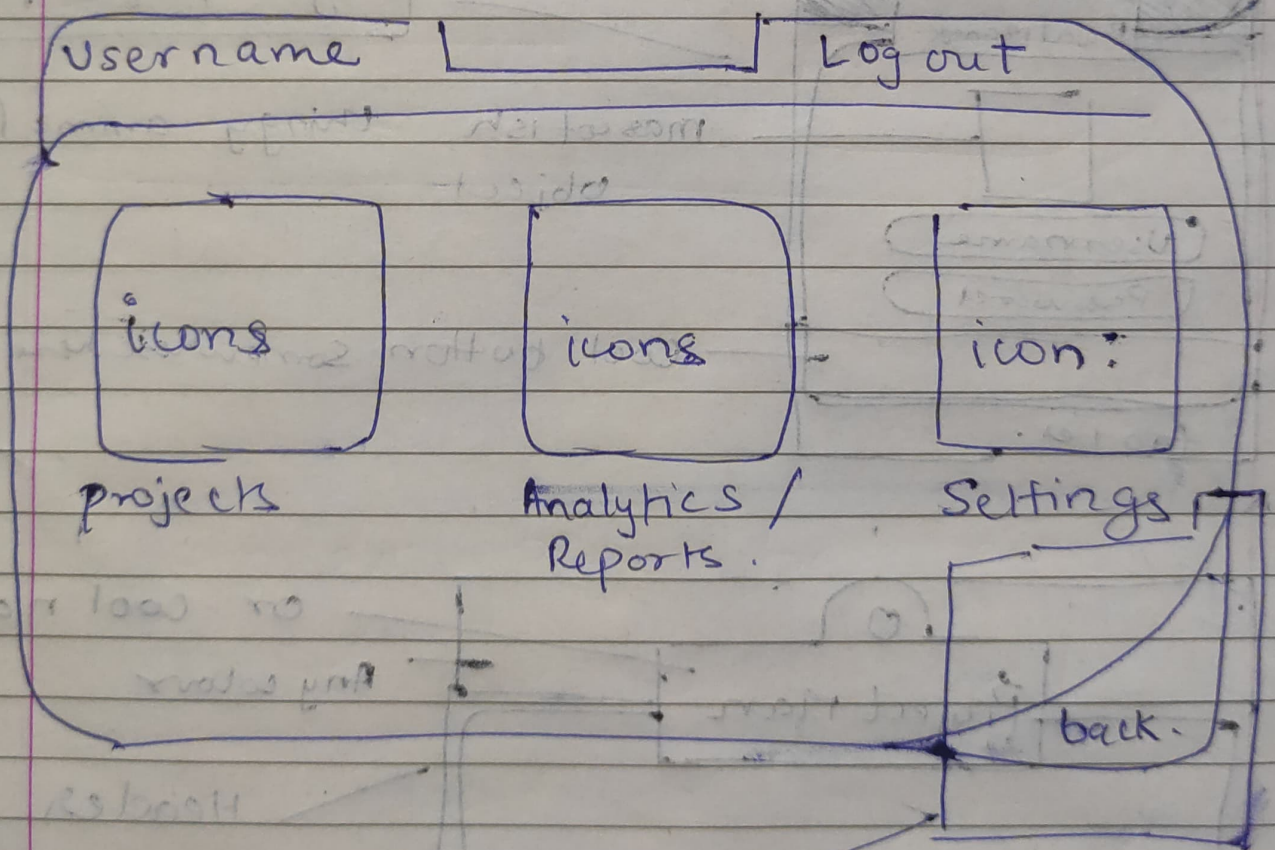 Username Log out
icons icons icon:
projects Analytics / Settings
Reports.
back.